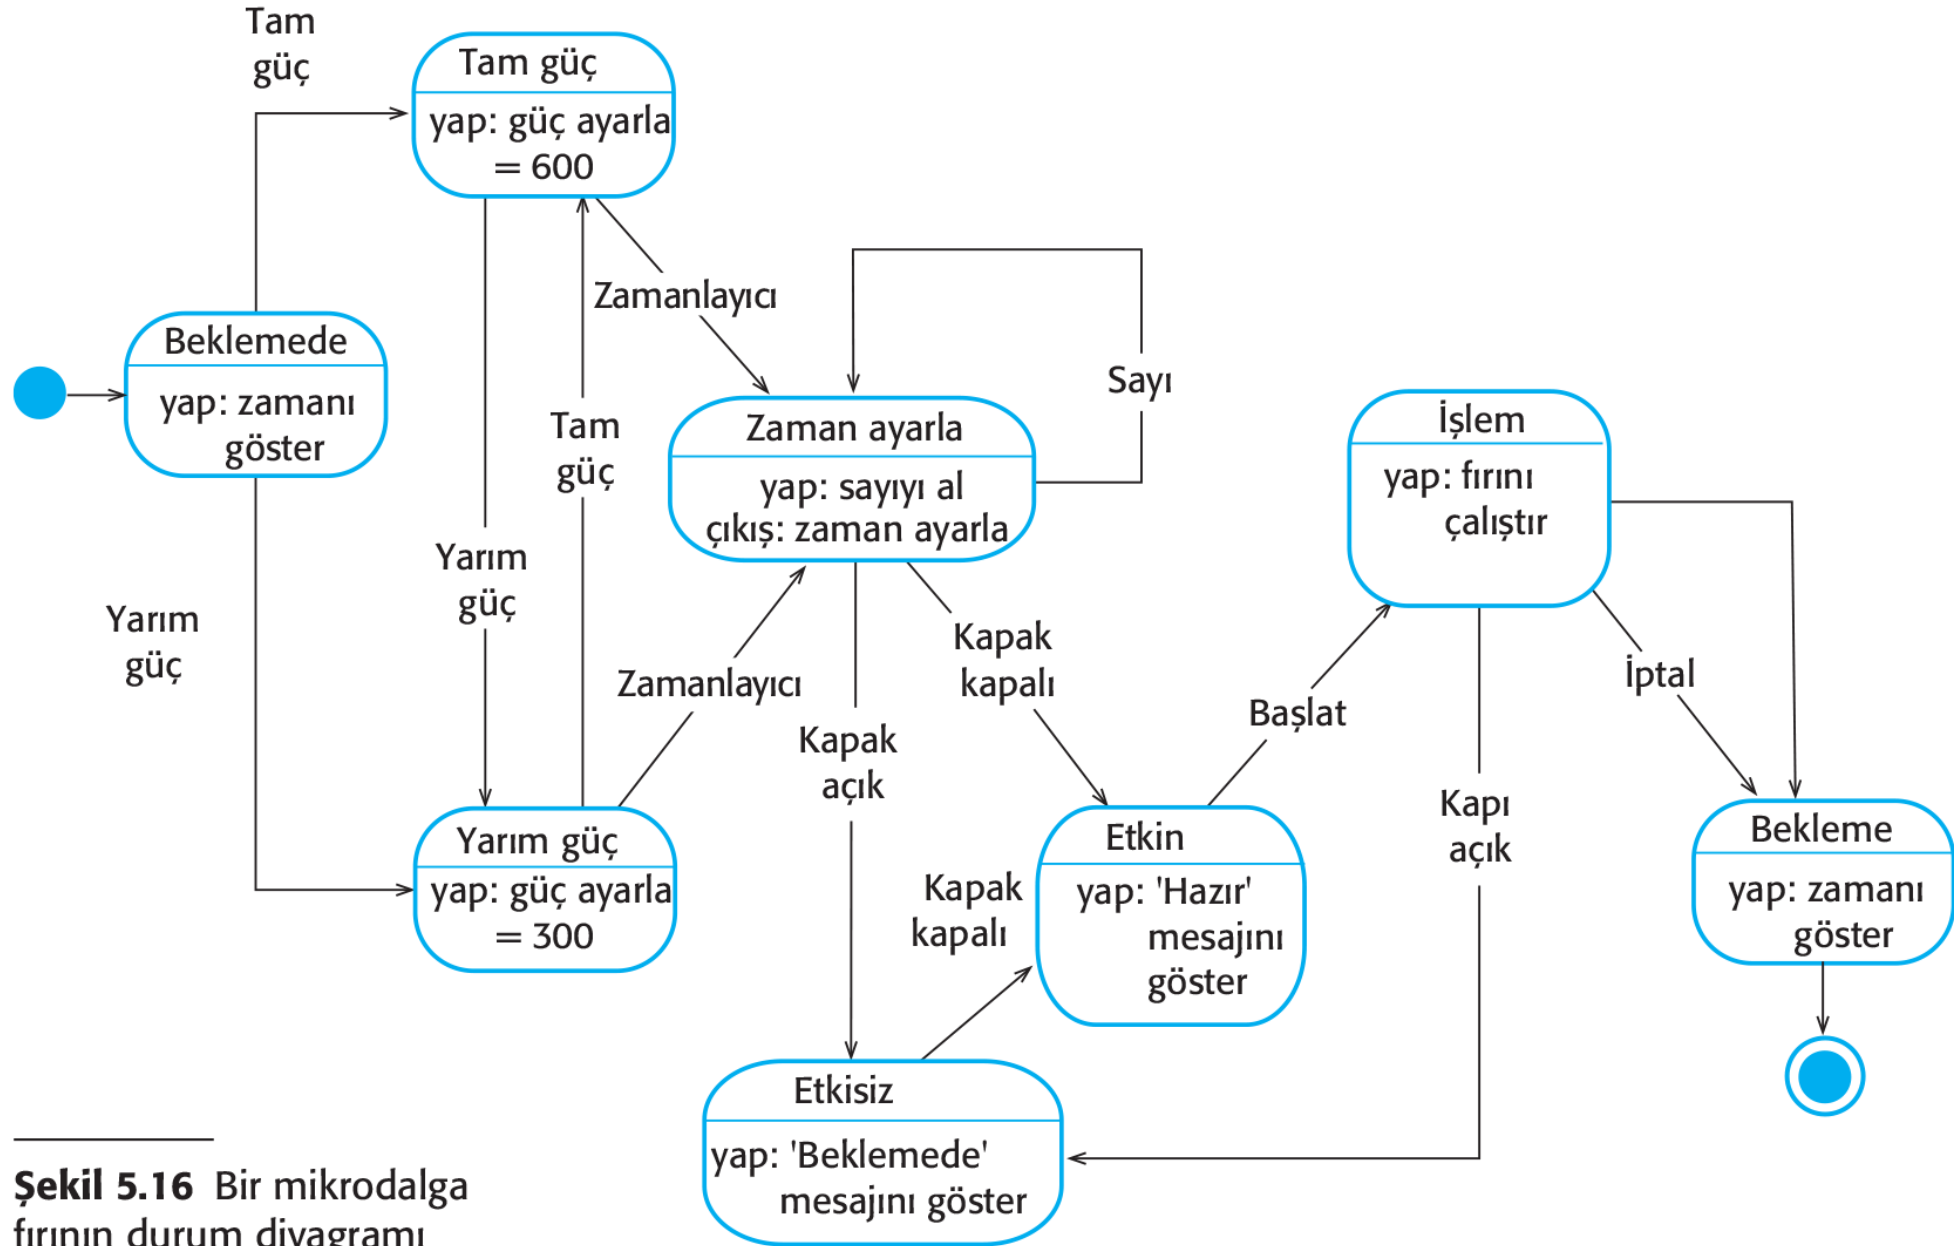 Tam
güç
Tam güç
yap: güç ayarla
= 600
Zamanlayıcı
Beklemede
yap: zamanı
göster
Sayı
Tam
güç
Zaman ayarla
yap: sayıyı al
çıkış: zaman ayarla
İşlem
yap: fırını
çalıştır
Yarım
güç
Yarım
güç
Zamanlayıcı
Kapak
kapalı
Kapak
açık
Başlat
İptal
Kapı
açık
Yarım güç
yap: güç ayarla
= 300
Kapak
kapalı
Etkin
yap: 'Hazır'
mesajını
göster
Bekleme
yap: zamanı
göster
Etkisiz
yap: 'Beklemede'
mesajını göster
Şekil 5.16 Bir mikrodalga
fırının durum diyagramı